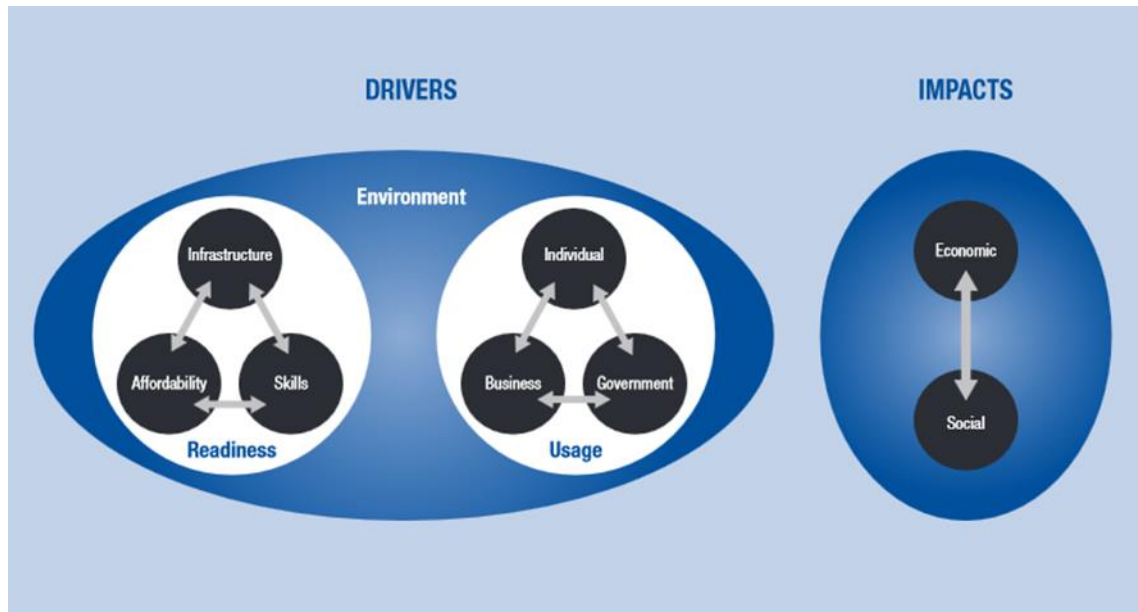 DRIVERS
IMPACTS
Environment
Infrastructure
Affordability
Skills
Readiness
Individual
Business
Government
Usage
Economic
Social